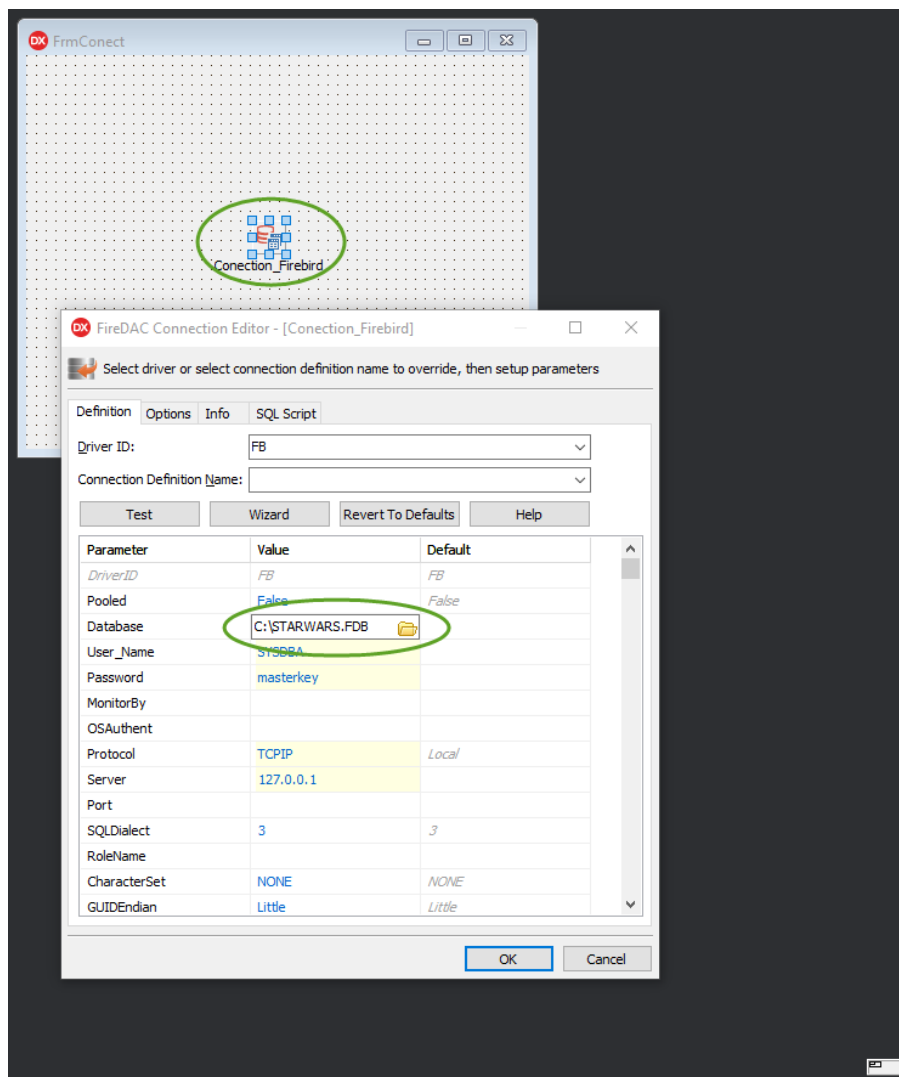 DX FrmConect
Conection_Firebird
DX FireDAC Connection Editor - [Conection_Firebird]
Select driver or select connection definition name to override, then setup parameters
Definition Options Info SQL Script
Driver ID: FB
Connection Definition Name:
Test Wizard Revert To Defaults Help
Parameter Value Default
DriverID FB FB
Pooled False False
Database C:\STARWARS.FDB
User_Name SYSDBA
Password masterkey
MonitorBy
OSAuthent
Protocol TCPIP Local
Server 127.0.0.1
Port
SQLDialect 3 3
RoleName
CharacterSet NONE NONE
GUIDEndian Little Little
OK Cancel